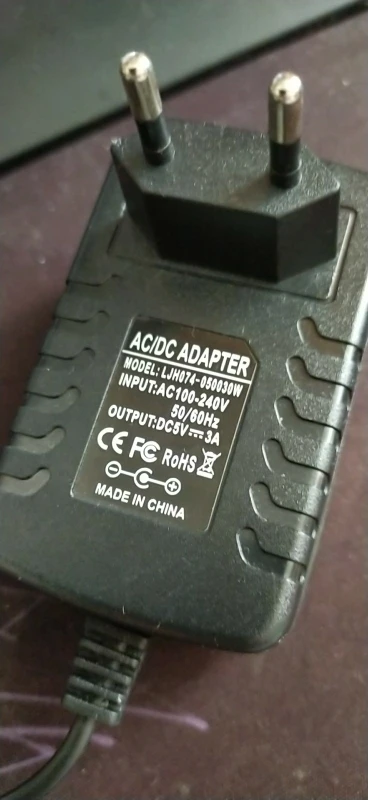 AC/DC ADAPTER
MODEL: LJH074-050030W
INPUT:AC100-240V
50/60Hz
OUTPUT:DC5V⎓3A
CE FC RoHS
MADE IN CHINA